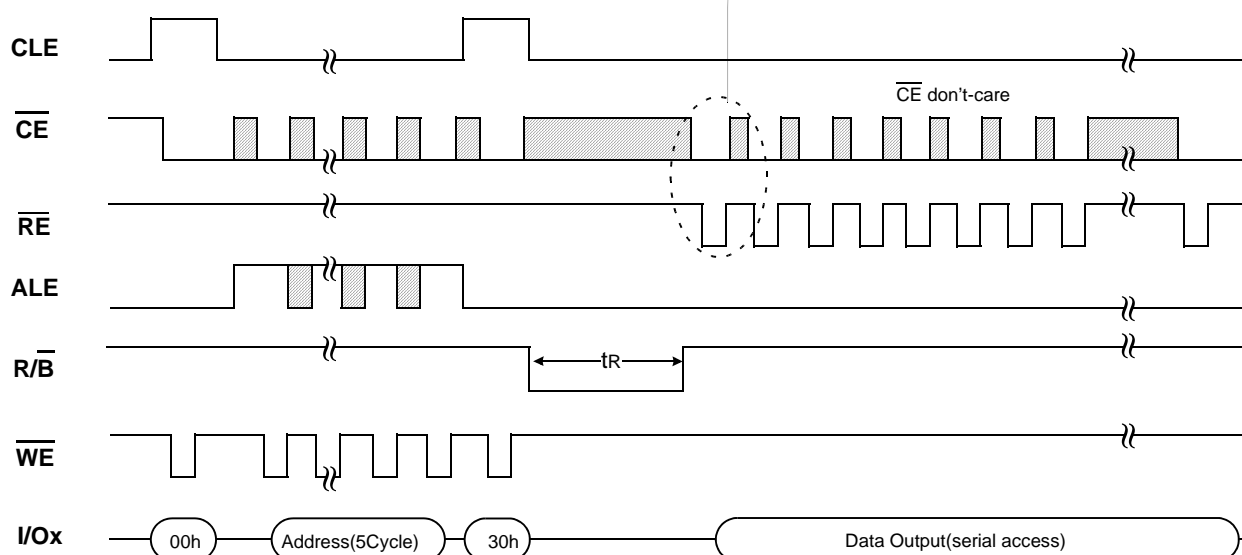 CLE
CE
CE don't-care
RE
ALE
R/B
tR
WE
I/Ox
00h
Address(5Cycle)
30h
Data Output(serial access)